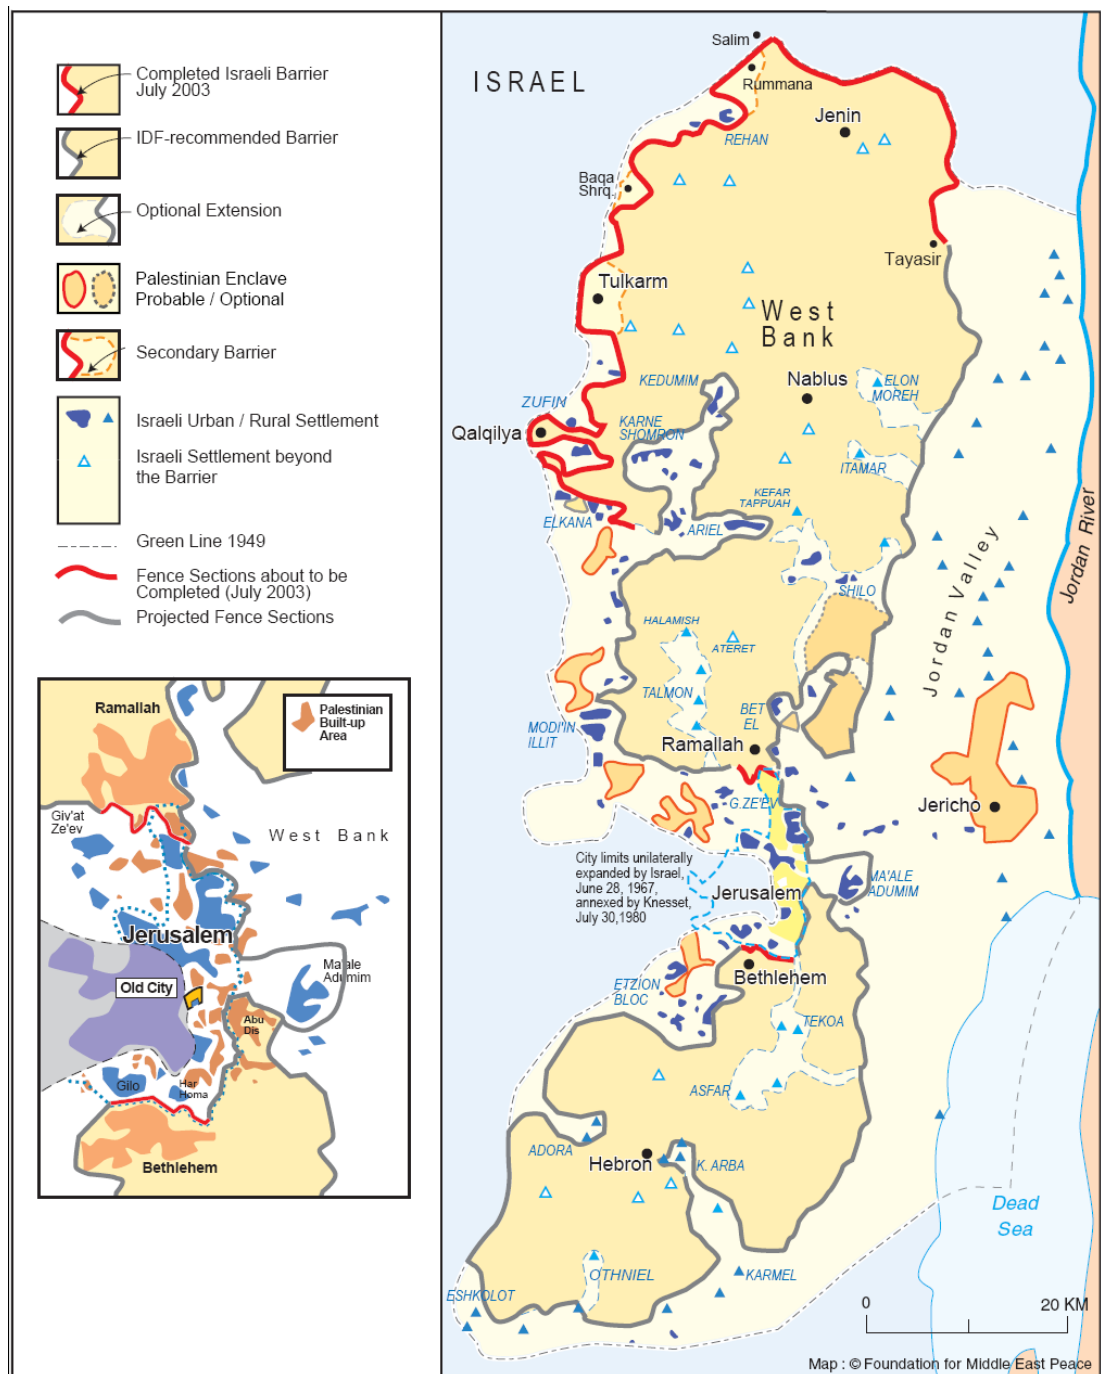 Completed Israeli Barrier
July 2003
IDF-recommended Barrier
Optional Extension
Palestinian Enclave
Probable / Optional
Secondary Barrier
Israeli Urban / Rural Settlement
Israeli Settlement beyond
the Barrier
Green Line 1949
Fence Sections about to be
Completed (July 2003)
Projected Fence Sections
Palestinian
Built-up
Area
Ramallah
Giv'at
Ze'ev
West Bank
Jerusalem
Ma'ale
Adumim
Old City
Abu
Dis
Gilo
Har
Homa
Bethlehem
ISRAEL
Salim
Rummana
Jenin
REHAN
Baqa
Shrq.
Tayasir
Tulkarm
West
Bank
KEDUMIM
Nablus
ELON
MOREH
ZUFIN
KARNE
SHOMRON
Qalqilya
ITAMAR
KEFAR
TAPPUAH
ELKANA
ARIEL
Jordan Valley
Jordan River
SHILO
HALAMISH
ATERET
TALMON
BET
EL
MODI'IN
ILLIT
Ramallah
G.ZE'EV
Jericho
City limits unilaterally
expanded by Israel,
June 28, 1967,
annexed by Knesset,
July 30,1980
Jerusalem
MA'ALE
ADUMIM
Bethlehem
ETZION
BLOC
TEKOA
ASFAR
ADORA
Hebron
K. ARBA
Dead
Sea
OTHNIEL
KARMEL
ESHKOLOT
0
20 KM
Map : © Foundation for Middle East Peace